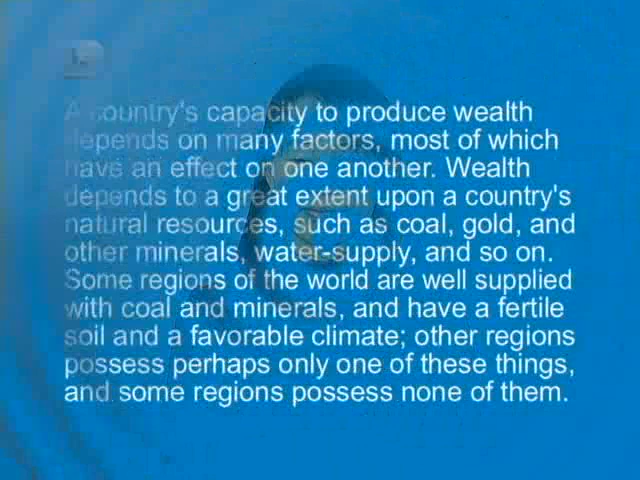 A country's capacity to produce wealth
depends on many factors, most of which
have an effect on one another. Wealth
depends to a great extent upon a country's
natural resources, such as coal, gold, and
other minerals, water-supply, and so on.
Some regions of the world are well supplied
with coal and minerals, and have a fertile
soil and a favorable climate; other regions
possess perhaps only one of these things,
and some regions possess none of them.